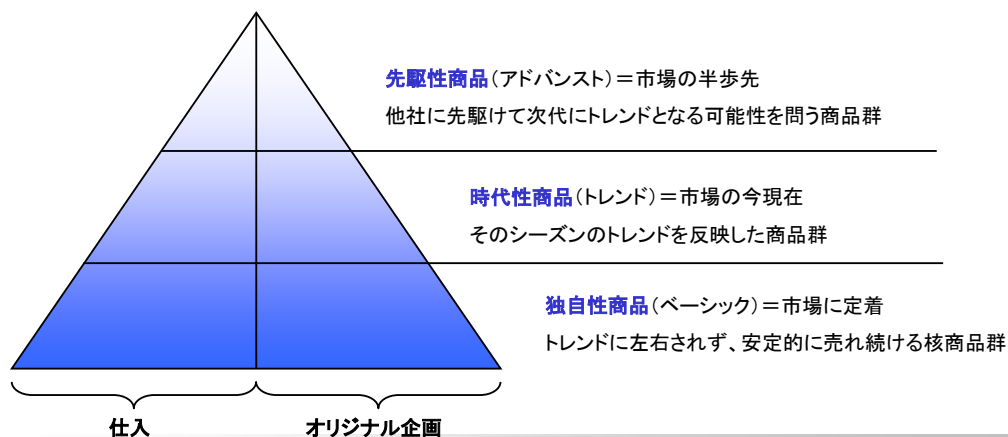 先駆性商品(アドバンスト)＝市場の半歩先
他社に先駆けて次代にトレンドとなる可能性を問う商品群
時代性商品(トレンド)＝市場の今現在
そのシーズンのトレンドを反映した商品群
独自性商品(ベーシック)＝市場に定着
トレンドに左右されず、安定的に売れ続ける核商品群
仕入
オリジナル企画